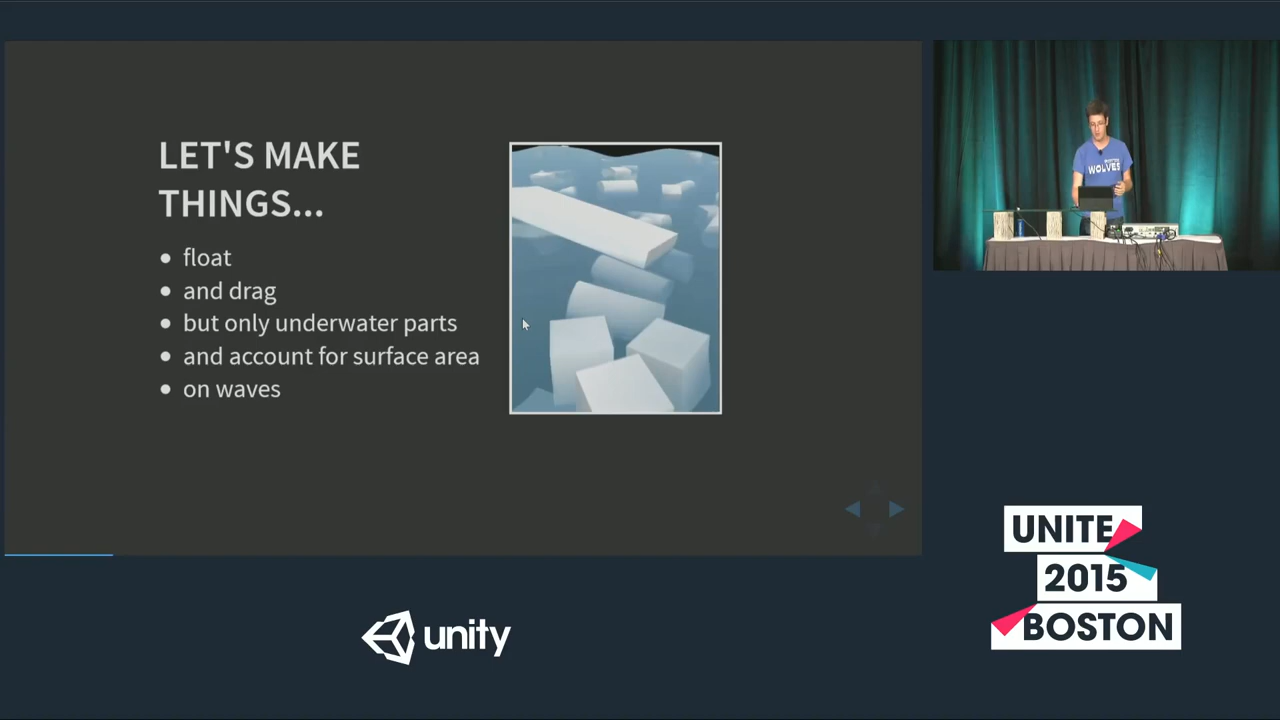 LET'S MAKE
THINGS...
float
and drag
but only underwater parts
and account for surface area
on waves
WOLVES
unity
UNITE
2015
BOSTON